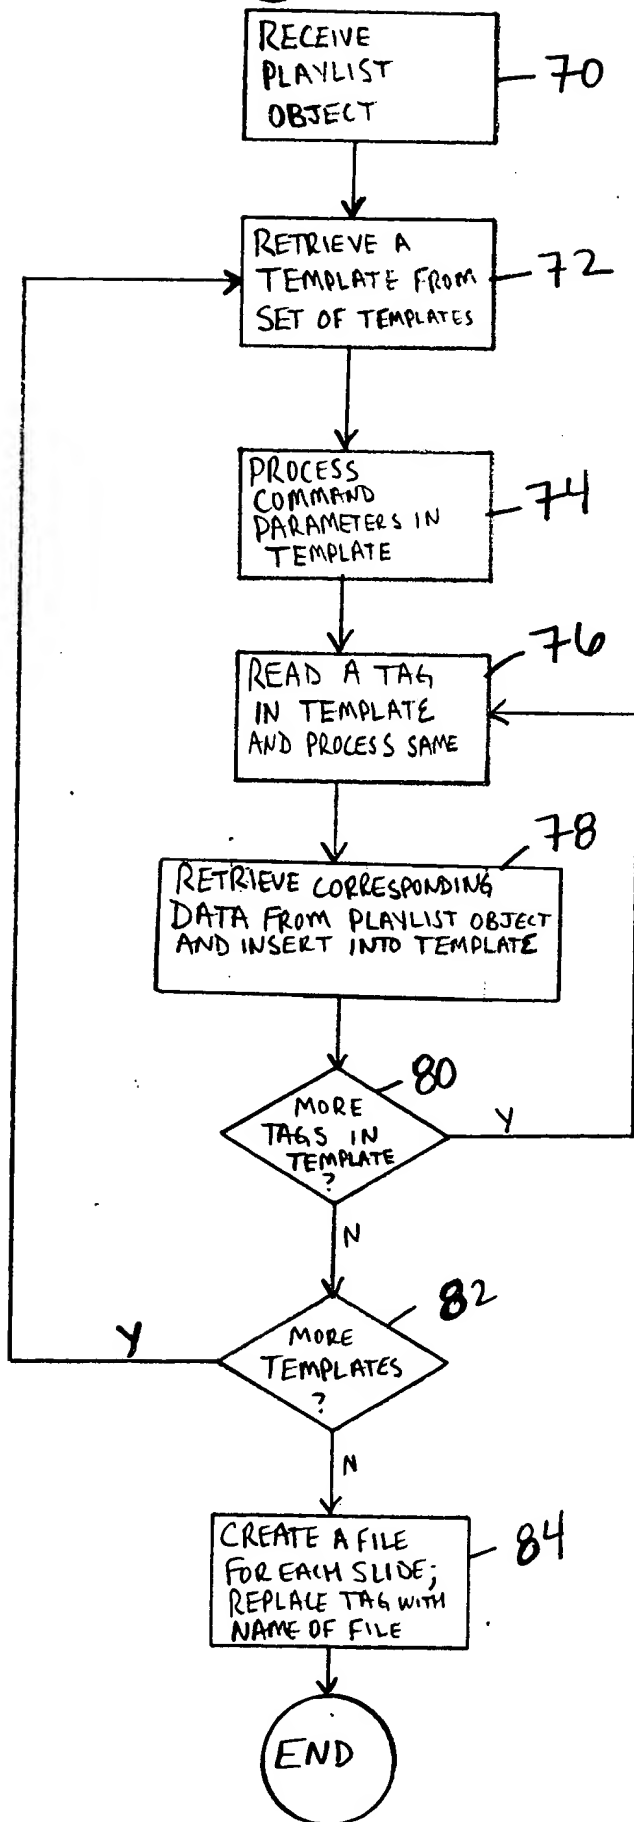 RECEIVE
PLAYLIST
OBJECT
70
RETRIEVE A
TEMPLATE FROM
SET OF TEMPLATES
72
PROCESS
COMMAND
PARAMETERS IN
TEMPLATE
74
READ A TAG
IN TEMPLATE
AND PROCESS SAME
76
RETRIEVE CORRESPONDING
DATA FROM PLAYLIST OBJECT
AND INSERT INTO TEMPLATE
78
MORE
TAGS IN
TEMPLATE
?
80
Y
N
MORE
TEMPLATES
?
82
Y
N
CREATE A FILE
FOR EACH SLIDE;
REPLACE TAG WITH
NAME OF FILE
84
END